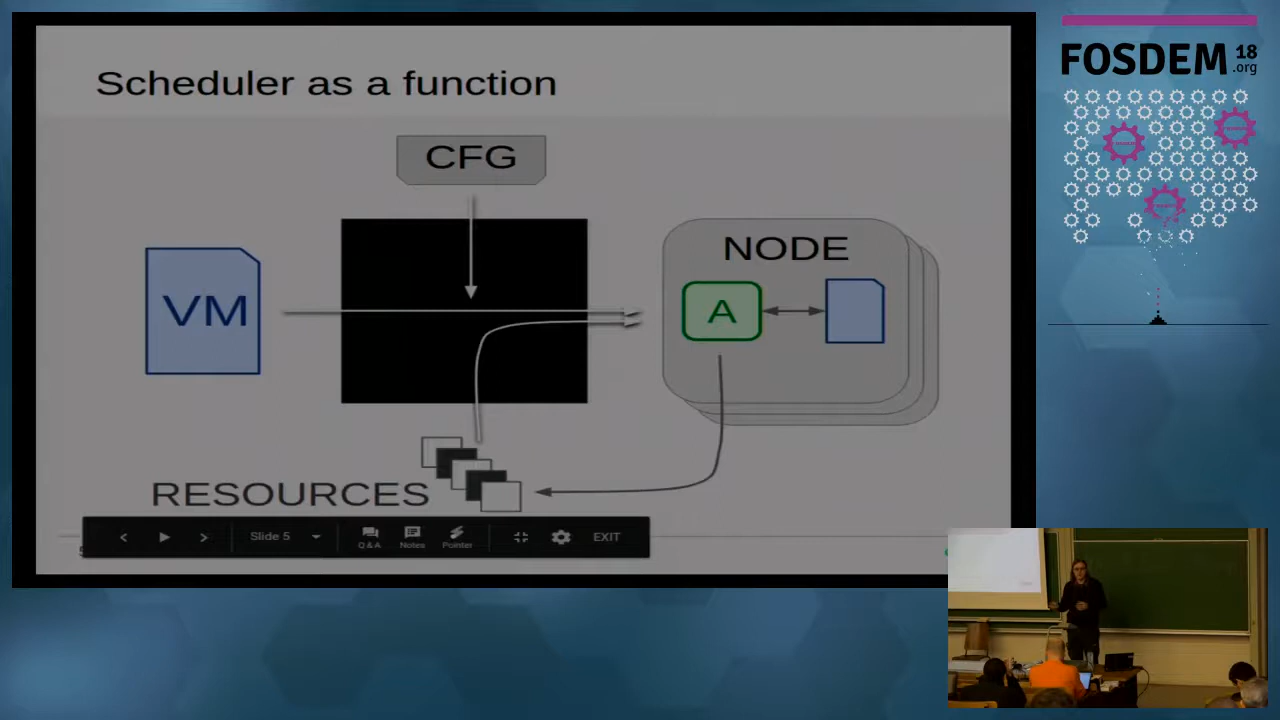 Scheduler as a function
CFG
VM
NODE
A
RESOURCES
Slide 5
Q & A
Notes
Pointer
EXIT
FOSDEM 18
.org